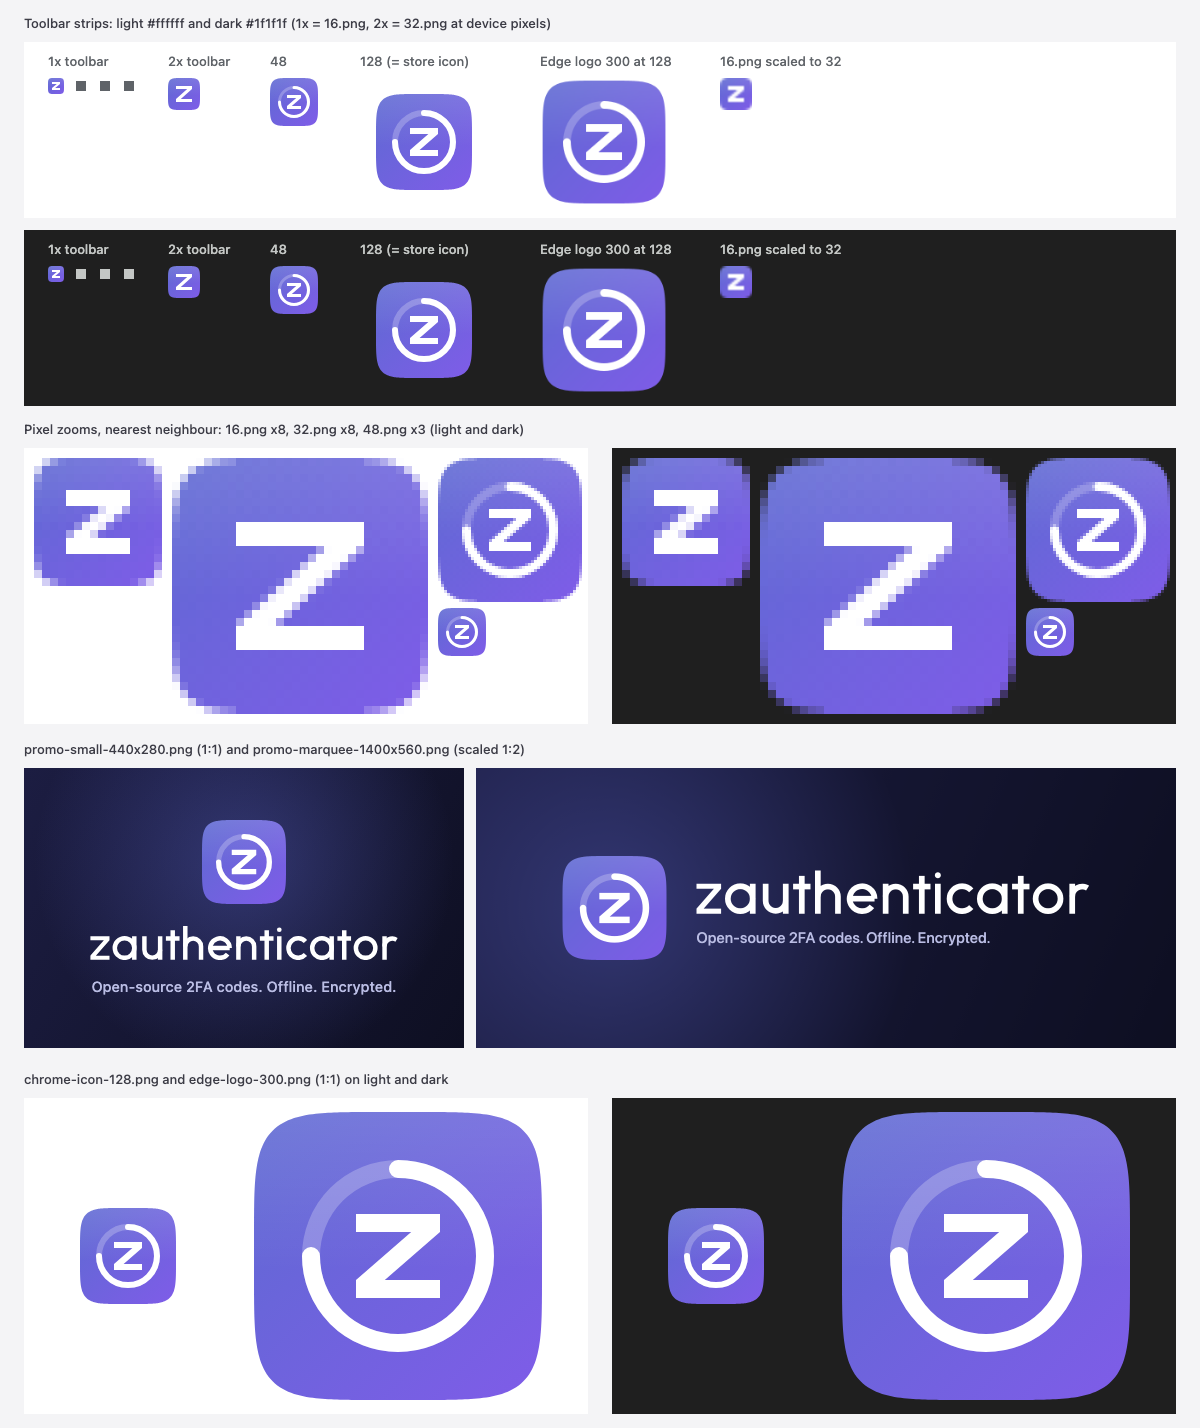 Toolbar strips: light #ffffff and dark #1f1f1f (1x = 16.png, 2x = 32.png at device pixels)
1x toolbar 2x toolbar 48 128 (= store icon) Edge logo 300 at 128 16.png scaled to 32
Z Z Z Z Z Z
1x toolbar 2x toolbar 48 128 (= store icon) Edge logo 300 at 128 16.png scaled to 32
Z Z Z Z Z Z
Pixel zooms, nearest neighbour: 16.png x8, 32.png x8, 48.png x3 (light and dark)
Z Z Z Z Z Z
Z Z
promo-small-440x280.png (1:1) and promo-marquee-1400x560.png (scaled 1:2)
Z
zauthenticator
Open-source 2FA codes. Offline. Encrypted.
Z
zauthenticator
Open-source 2FA codes. Offline. Encrypted.
chrome-icon-128.png and edge-logo-300.png (1:1) on light and dark
Z Z Z Z